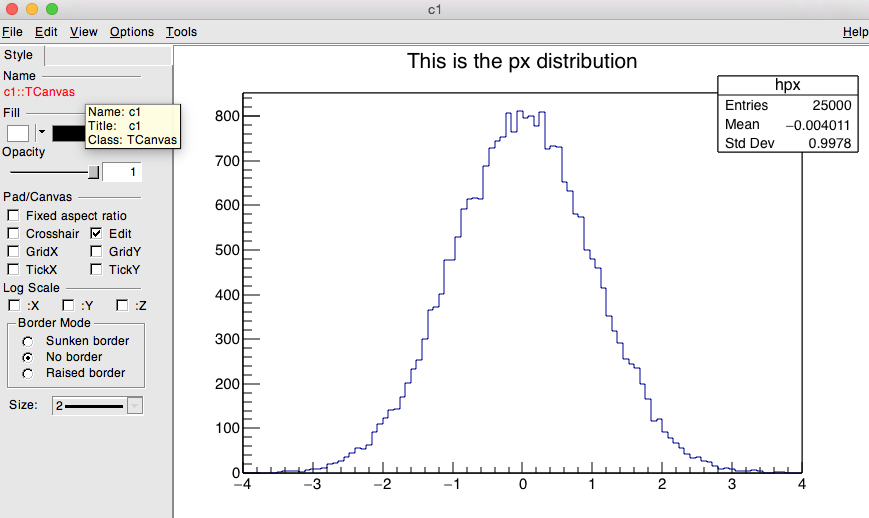 c1
File Edit View Options Tools Help
Style
Name
c1::TCanvas
Fill
Name: c1
Title: c1
Class: TCanvas
Opacity
1
Pad/Canvas
Fixed aspect ratio
Crosshair Edit
GridX GridY
TickX TickY
Log Scale
:X :Y :Z
Border Mode
Sunken border
No border
Raised border
Size: 2
This is the px distribution
hpx
Entries 25000
Mean −0.004011
Std Dev 0.9978
800
700
600
500
400
300
200
100
0
−4 −3 −2 −1 0 1 2 3 4